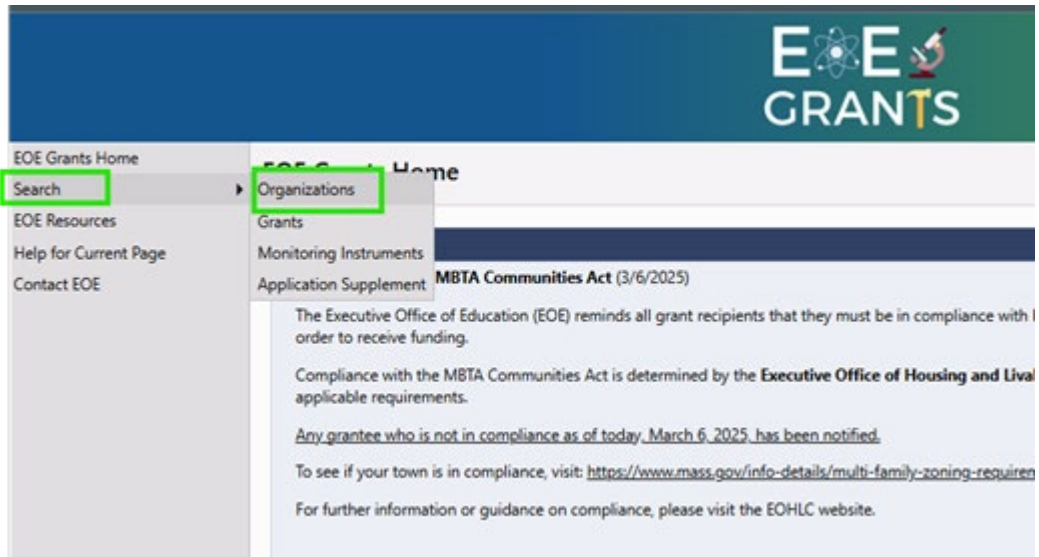 EOE
GRANTS
EOE Grants Home
Search
EOE Resources
Help for Current Page
Contact EOE
EOE Grants Home
Organizations
Grants
Monitoring Instruments
Application Supplement
MBTA Communities Act (3/6/2025)
The Executive Office of Education (EOE) reminds all grant recipients that they must be in compliance with
order to receive funding.
Compliance with the MBTA Communities Act is determined by the Executive Office of Housing and
applicable requirements.
Any grantee who is not in compliance as of today, March 6, 2025, has been notified.
To see if your town is in compliance, visit: https://www.mass.gov/info-details/multi-family-zoning-requirem
For further information or guidance on compliance, please visit the EOHLC website.